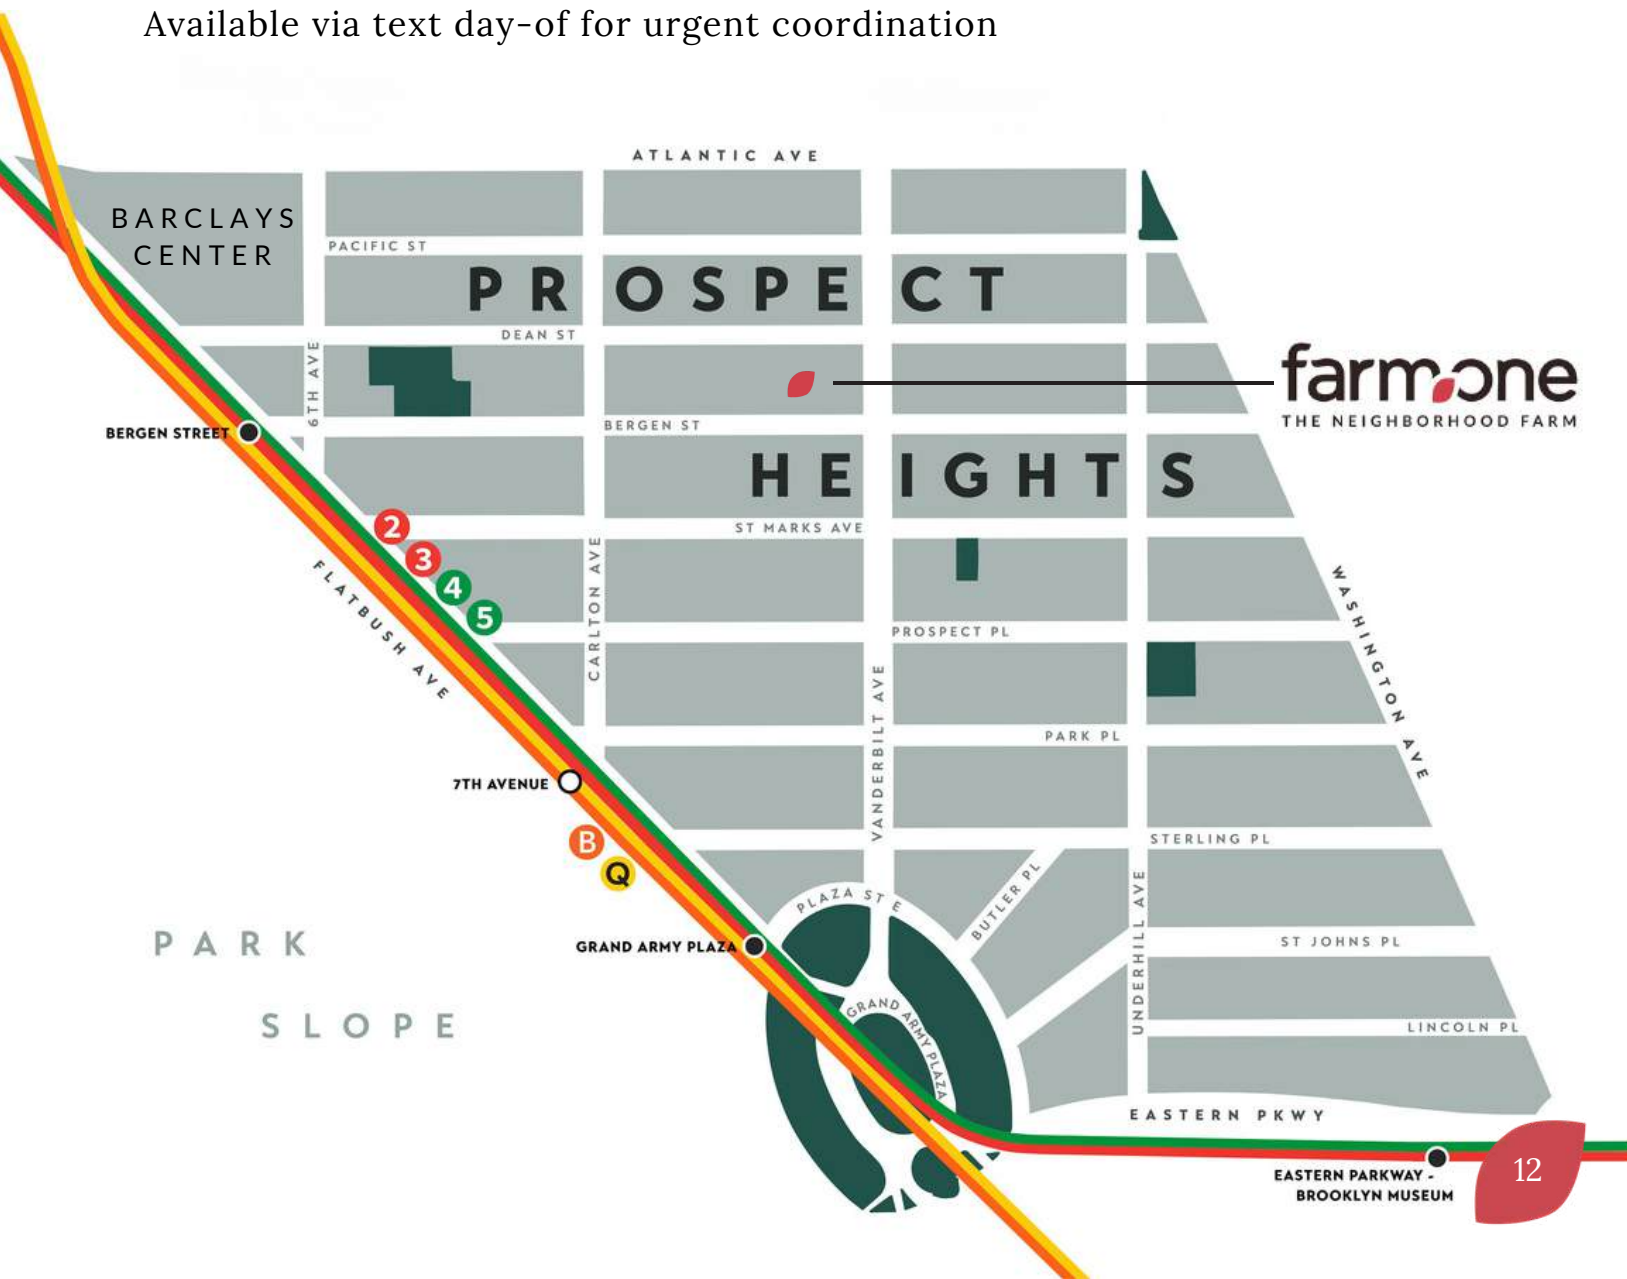 Available via text day-of for urgent coordination
ATLANTIC AVE
BARCLAYS
CENTER
PACIFIC ST
PROSPECT
DEAN ST
6TH AVE
farm.one
THE NEIGHBORHOOD FARM
BERGEN STREET
BERGEN ST
HEIGHTS
2
3
4
5
ST MARKS AVE
FLATBUSH AVE
CARLTON AVE
WASHINGTON AVE
PROSPECT PL
VANDERBILT AVE
PARK PL
7TH AVENUE
B
Q
STERLING PL
PLAZA ST E
BUTLER PL
UNDERHILL AVE
PARK
SLOPE
GRAND ARMY PLAZA
ST JOHNS PL
GRAND ARMY PLAZA
LINCOLN PL
EASTERN PKWY
EASTERN PARKWAY -
BROOKLYN MUSEUM
12